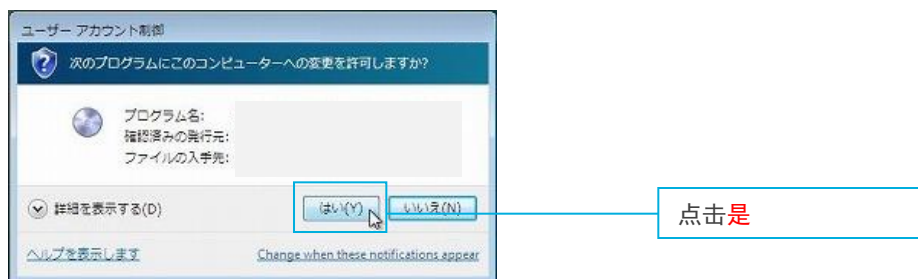 ユーザー アカウント制御
次のプログラムにこのコンピューターへの変更を許可しますか?
プログラム名:
確認済みの発行元:
ファイルの入手先:
詳細を表示する(D)
はい(Y)
いいえ(N)
点击是
ヘルプを表示します
Change when these notifications appear